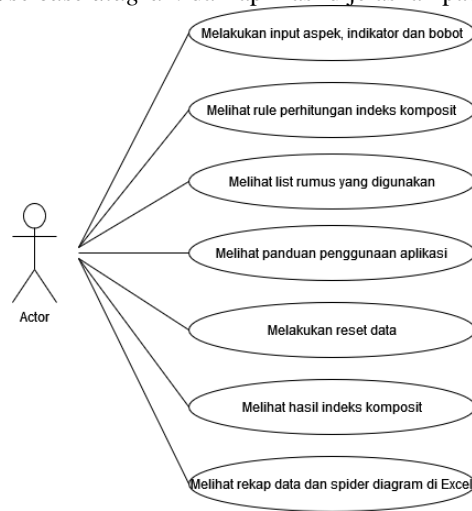 Melakukan input aspek, indikator dan bobot
Melihat rule perhitungan indeks komposit
Melihat list rumus yang digunakan
Melihat panduan penggunaan aplikasi
Actor
Melakukan reset data
Melihat hasil indeks komposit
Melihat rekap data dan spider diagram di Excel